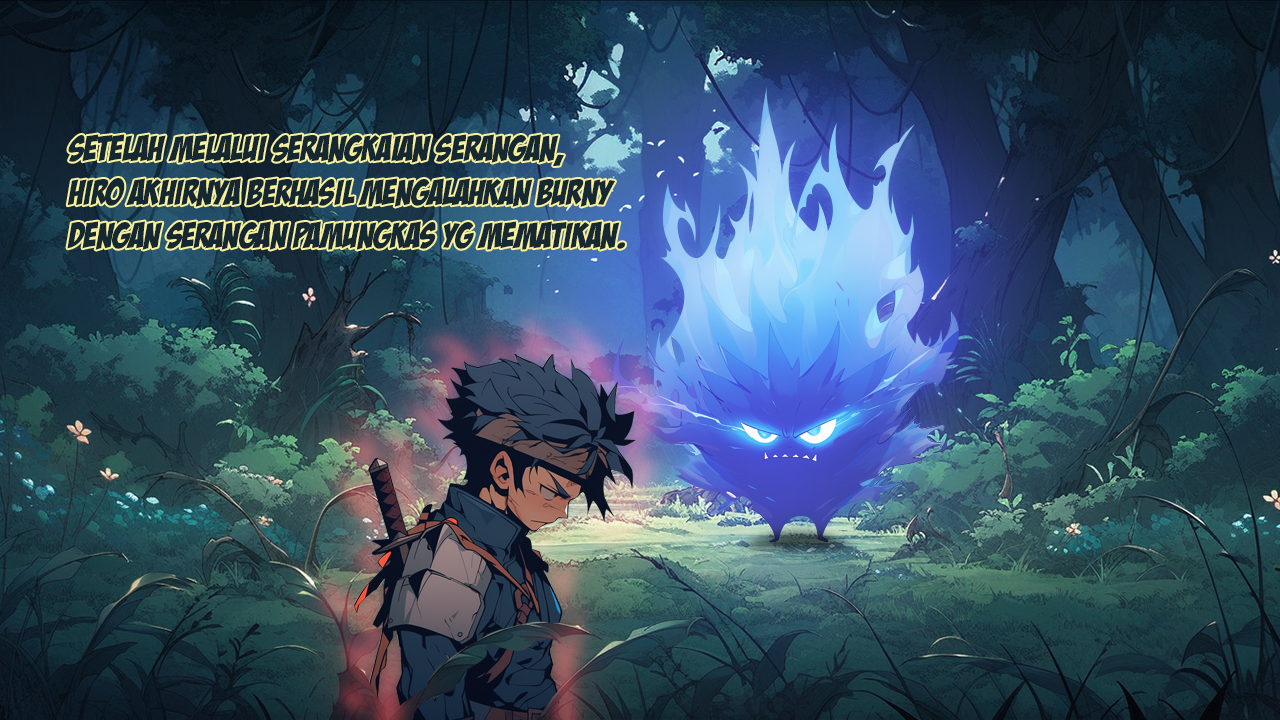 SETELAH MELALUI SERANGKAIAN SERANGAN,
HIRO AKHIRNYA BERHASIL MENGALAHKAN BURNY
DENGAN SERANGAN PAMUNGKAS YG MEMATIKAN.